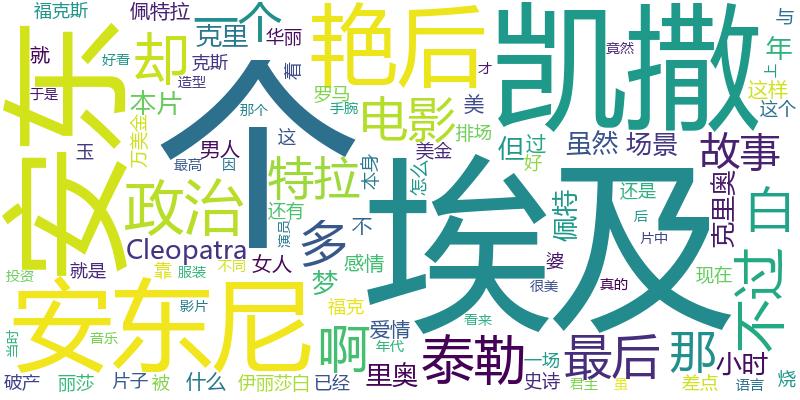 福克斯
佩特拉
一个
艳后
凯撒
与
就
好看
克里
华丽
竟然
年
安东
却
克斯
造型
着
才
上
于是
本片
那个
个
罗马
手腕
电影
美
排场
但
过
虽然
场景
这样
这个
万美金
玉
男人
这
美金
好
故事
最高
因
特拉
本身
怎么
政治
还有
不
埃及
佩特
还是
后
克里奥
白
Cleopatra
多
演员
片中
投资
就是
靠
服装
不同
女人
梦
感情
婆
现在
不过
很美
真的
安东尼
影片
福克
看来
当时
音乐
啊
爱情
年代
泰勒
最后
那
小时
破产
丽莎
片子
被
什么
伊丽莎白
已经
里奥
一场
史诗
君主
虽
差点
语言
烧